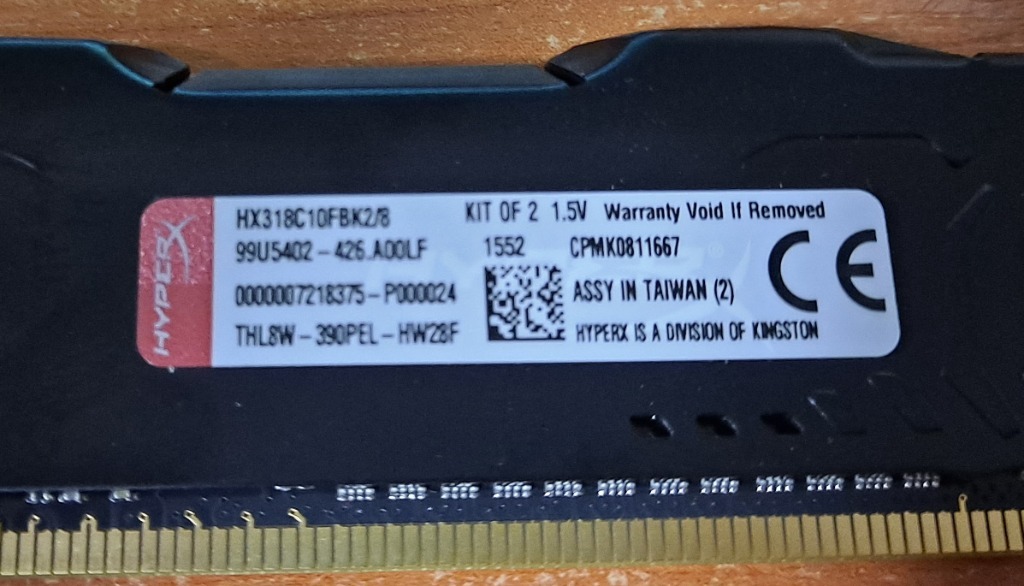 HYPERX
HX318C10FBK2/8 KIT OF 2 1.5V Warranty Void If Removed
99U5402-426.A00LF 1552 CPMK0811667
0000007218375-P000024 ASSY IN TAIWAN (2)
THL8W-390PEL-HW28F HYPERX IS A DIVISION OF KINGSTON
CE